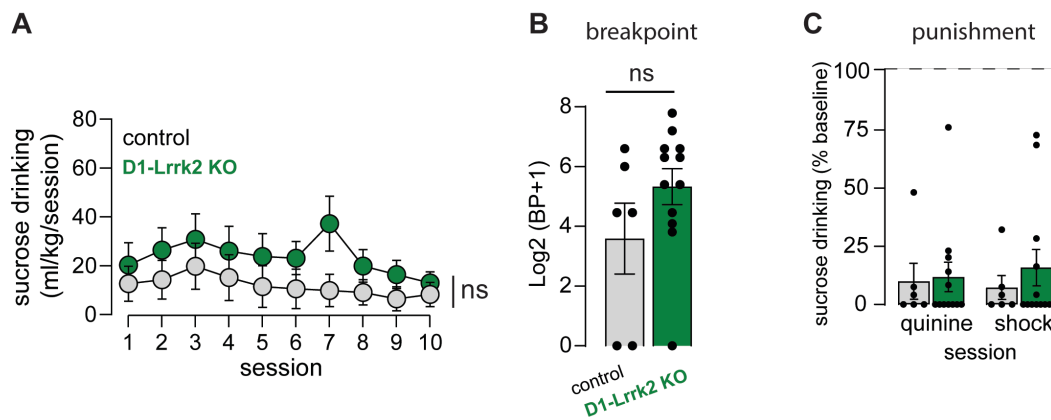 A
sucrose drinking
(ml/kg/session)
80
60
40
20
0
control
D1-Lrrk2 KO
ns
1 2 3 4 5 6 7 8 9 10
session
B
breakpoint
ns
Log2 (BP+1)
8
6
4
2
0
control
D1-Lrrk2 KO
C
punishment
sucrose drinking (% baseline)
100
75
50
25
0
quinine shock
session